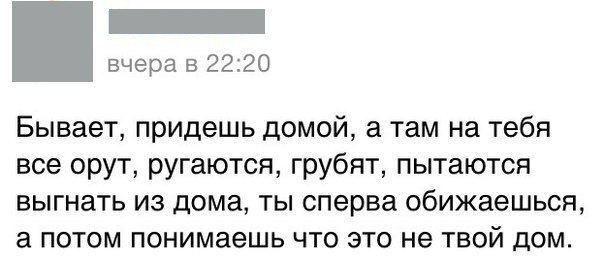 вчера в 22:20
Бывает, придешь домой, а там на тебя
все орут, ругаются, грубят, пытаются
выгнать из дома, ты сперва обижаешься,
а потом понимаешь что это не твой дом.